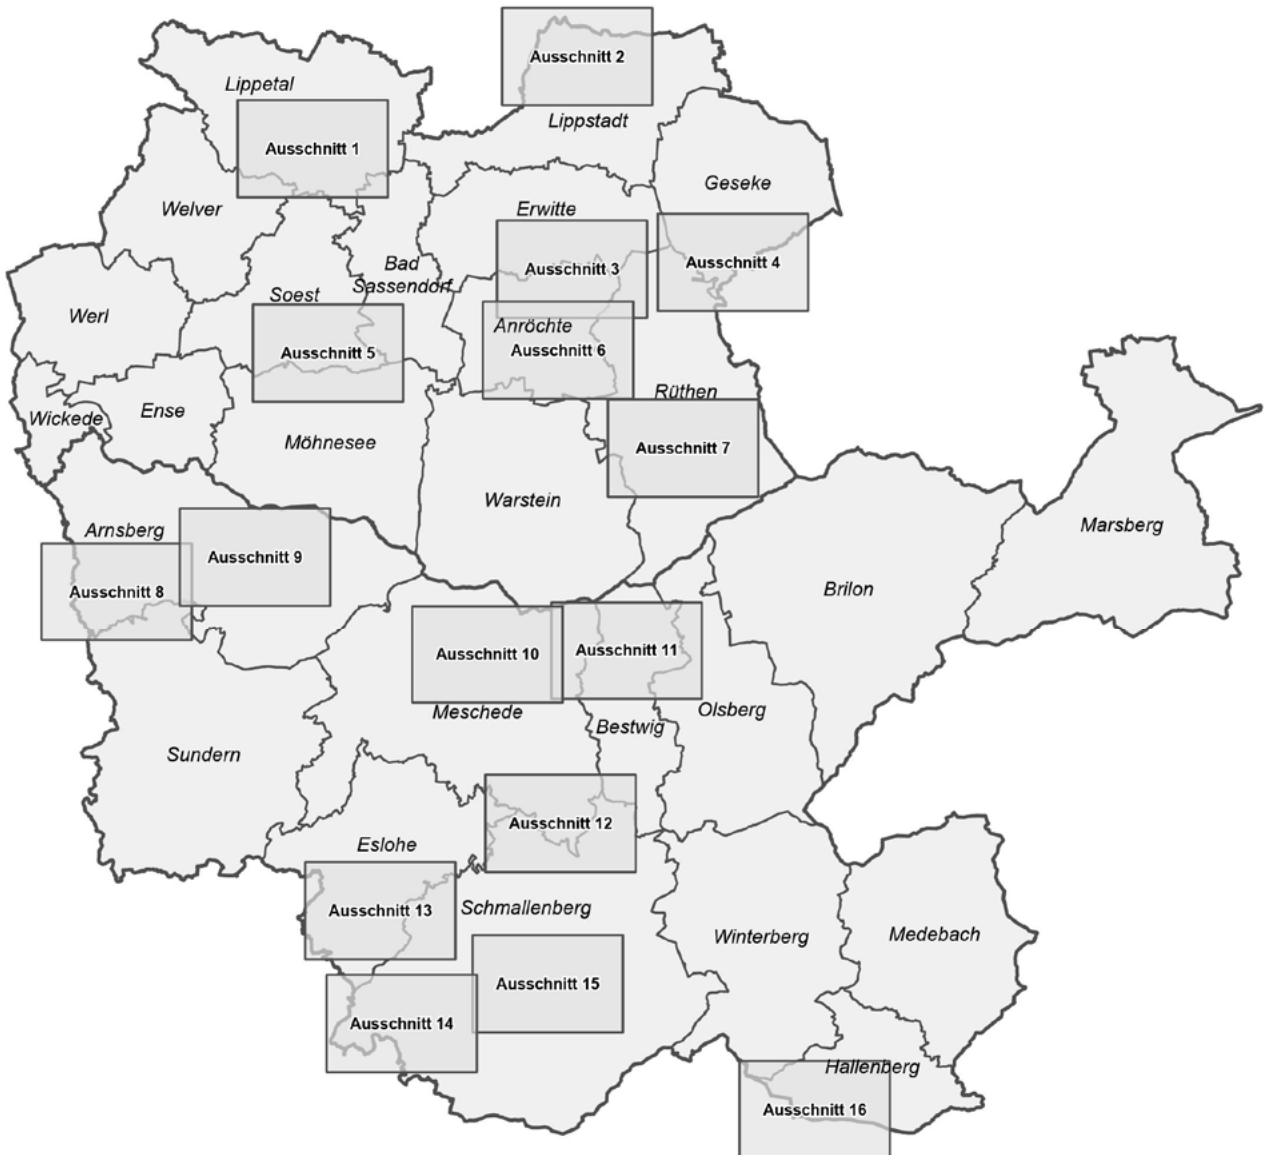 Ausschnitt 2
Lippetal
Lippstadt
Ausschnitt 1
Geseke
Welver
Erwitte
Bad
Sassendorf
Ausschnitt 3
Ausschnitt 4
Soest
Werl
Anröchte
Ausschnitt 5
Ausschnitt 6
Rüthen
Wickede
Ense
Möhnesee
Ausschnitt 7
Warstein
Arnsberg
Marsberg
Ausschnitt 9
Ausschnitt 8
Brilon
Ausschnitt 10
Ausschnitt 11
Meschede
Olsberg
Bestwig
Sundern
Ausschnitt 12
Eslohe
Ausschnitt 13
Schmallenberg
Winterberg
Medebach
Ausschnitt 15
Ausschnitt 14
Hallenberg
Ausschnitt 16